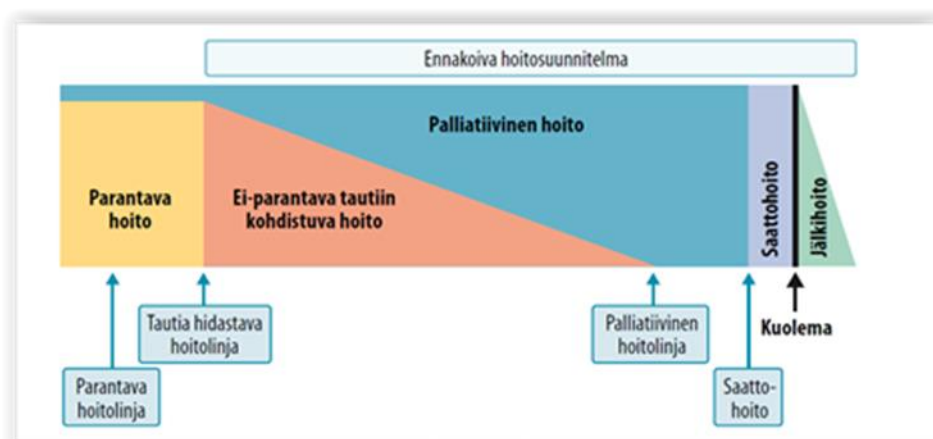 Ennakoiva hoitosuunnitelma
Palliatiivinen hoito
Parantava
hoito
Ei-parantava tautiin
kohdistuva hoito
Saattohoito
Jälkihoito
Tautia hidastava
hoitolinja
Palliatiivinen
hoitolinja
Kuolema
Parantava
hoitolinja
Saatto-
hoito